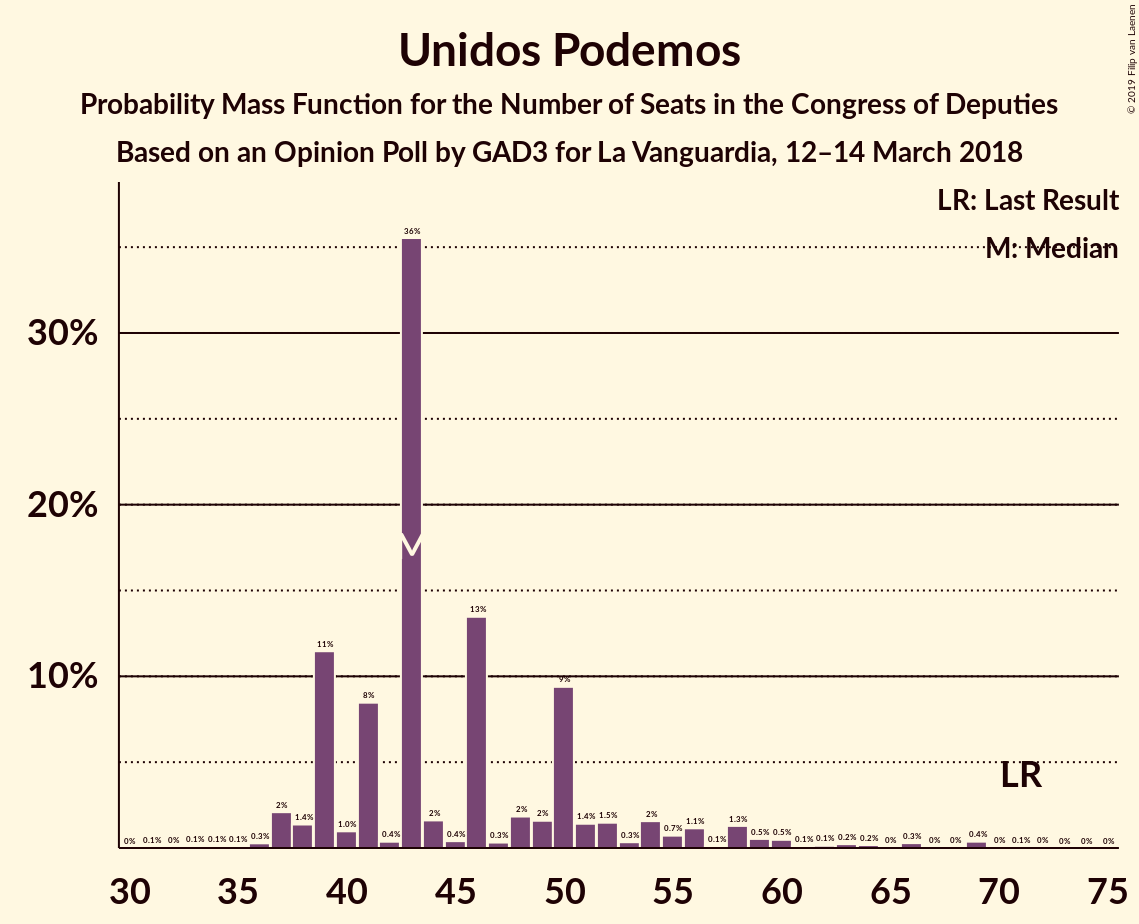 Unidos Podemos
Probability Mass Function for the Number of Seats in the Congress of Deputies
Based on an Opinion Poll by GAD3 for La Vanguardia, 12–14 March 2018
© 2019 Filip van Laenen
LR: Last Result
M: Median
30%
20%
10%
0% 0.1% 0% 0.1% 0.1% 0.1% 0.3% 2% 1.4% 11% 1.0% 8% 0.4% 36% 2% 0.4% 13% 0.3% 2% 2% 9% 1.4% 1.5% 0.3% 2% 0.7% 1.1% 0.1% 1.3% 0.5% 0.5% 0.1% 0.1% 0.2% 0.2% 0% 0.3% 0% 0% 0.4% 0% 0.1% 0% 0% 0% 0%
LR
30 35 40 45 50 55 60 65 70 75